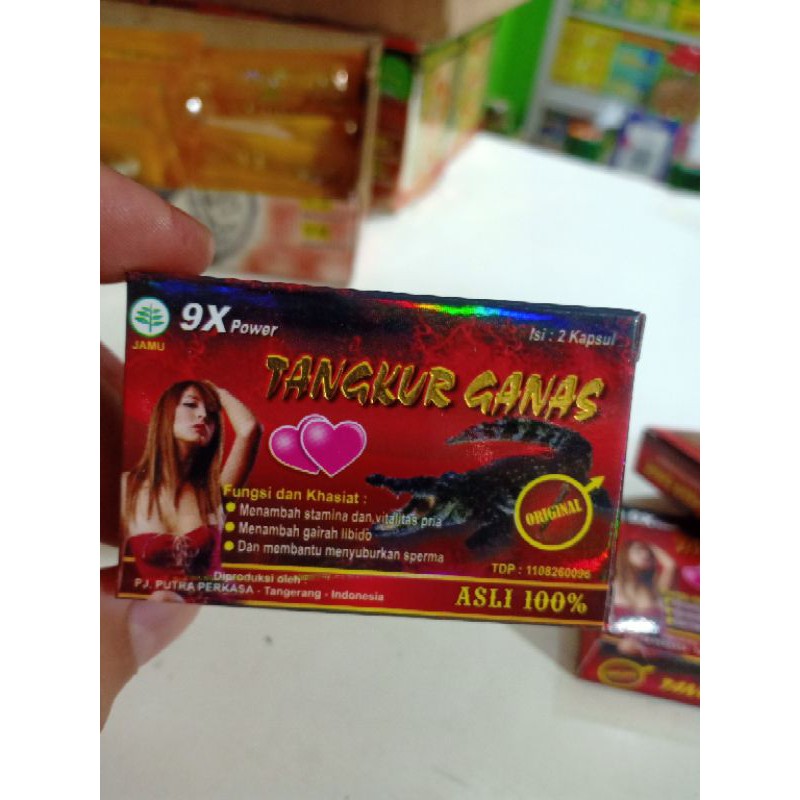 9X Power
Isi : 2 Kapsul
JAMU
TANGKUR GANAS
Fungsi dan Khasiat :
Menambah stamina dan vitalitas pria
Menambah gairah libido
Dan membantu menyuburkan sperma
ORIGINAL
TDP : 1108260096
Diproduksi oleh
PJ. PUTRA PERKASA - Tangerang - Indonesia
ASLI 100%